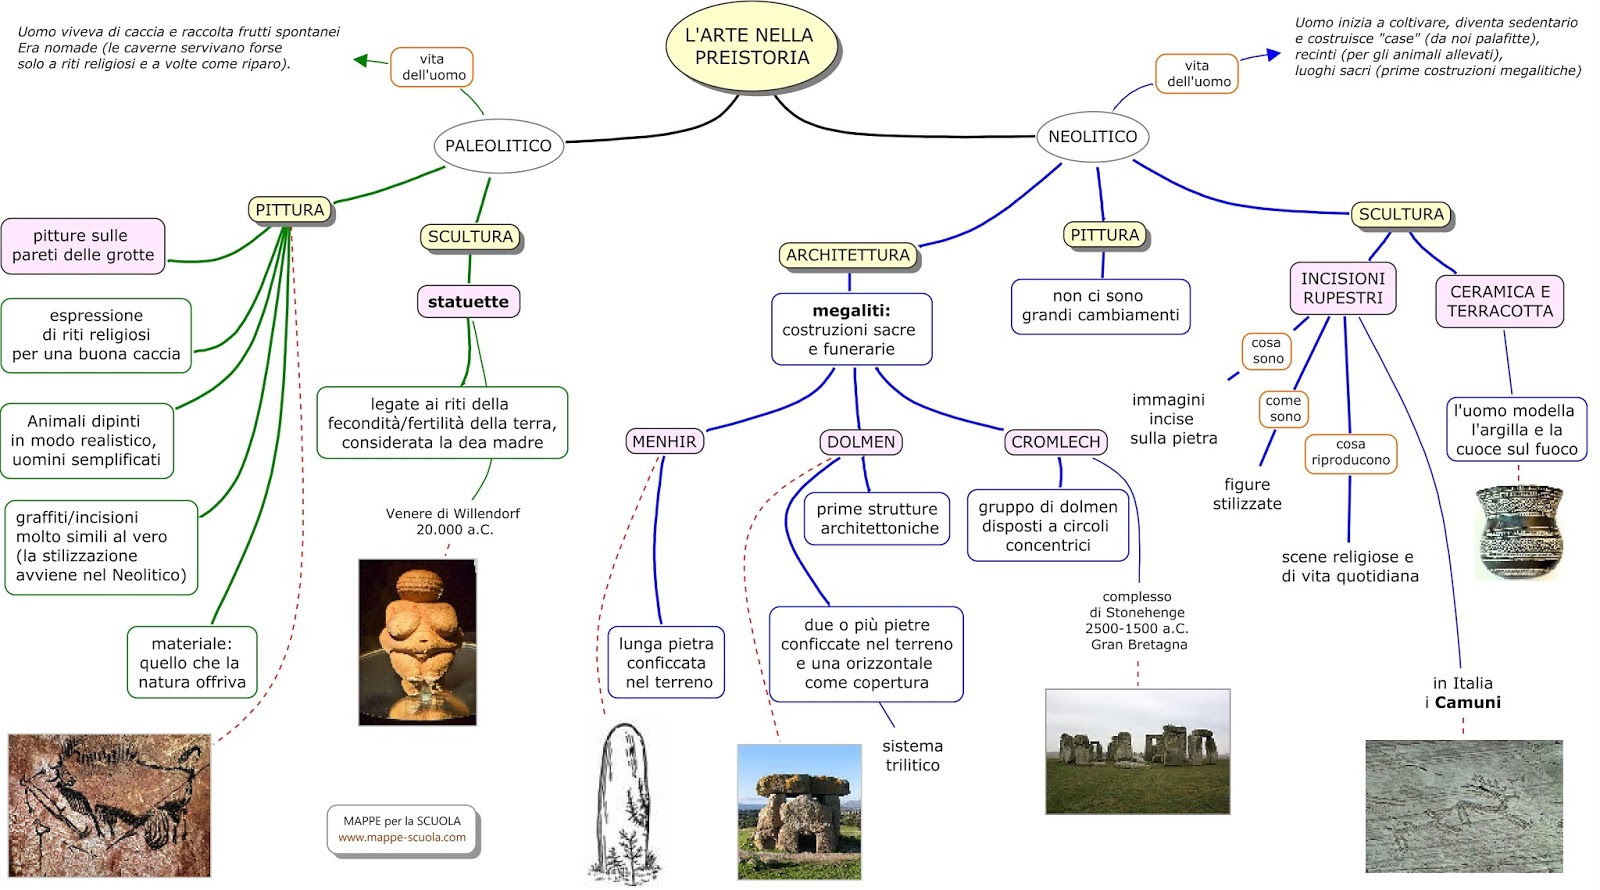 L'ARTE NELLA
PREISTORIA
Uomo viveva di caccia e raccolta frutti spontanei
Era nomade (le caverne servivano forse
solo a riti religiosi e a volte come riparo).
vita
dell'uomo
PALEOLITICO
PITTURA
pitture sulle
pareti delle grotte
espressione
di riti religiosi
per una buona caccia
Animali dipinti
in modo realistico,
uomini semplificati
graffiti/incisioni
molto simili al vero
(la stilizzazione
avviene nel Neolitico)
materiale:
quello che la
natura offriva
SCULTURA
statuette
legate ai riti della
fecondità/fertilità della terra,
considerata la dea madre
Venere di Willendorf
20.000 a.C.
MAPPE per la SCUOLA
www.mappe-scuola.com
Uomo inizia a coltivare, diventa sedentario
e costruisce "case" (da noi palafitte),
recinti (per gli animali allevati),
luoghi sacri (prime costruzioni megalitiche)
vita
dell'uomo
NEOLITICO
ARCHITETTURA
megaliti:
costruzioni sacre
e funerarie
MENHIR
lunga pietra
conficcata
nel terreno
DOLMEN
prime strutture
architettoniche
due o più pietre
conficcate nel terreno
e una orizzontale
come copertura
sistema
trilitico
CROMLECH
gruppo di dolmen
disposti a circoli
concentrici
complesso
di Stonehenge
2500-1500 a.C.
Gran Bretagna
PITTURA
non ci sono
grandi cambiamenti
SCULTURA
INCISIONI
RUPESTRI
cosa
sono
immagini
incise
sulla pietra
come
sono
figure
stilizzate
cosa
riproducono
scene religiose e
di vita quotidiana
in Italia
i Camuni
CERAMICA E
TERRACOTTA
l'uomo modella
l'argilla e la
cuoce sul fuoco